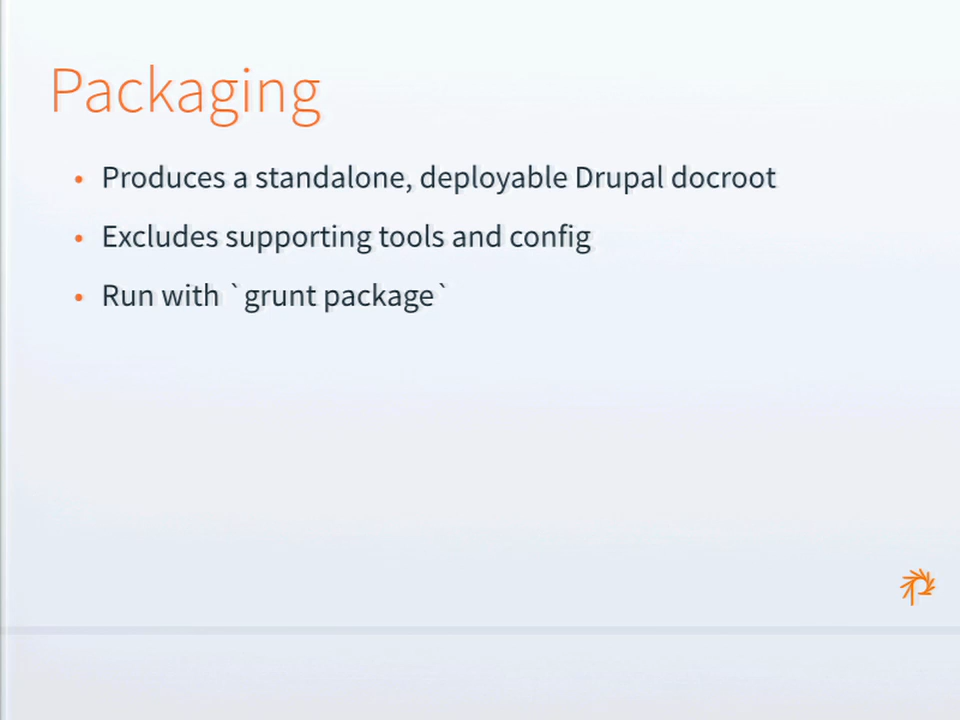 Packaging
• Produces a standalone, deployable Drupal docroot
• Excludes supporting tools and config
• Run with `grunt package`